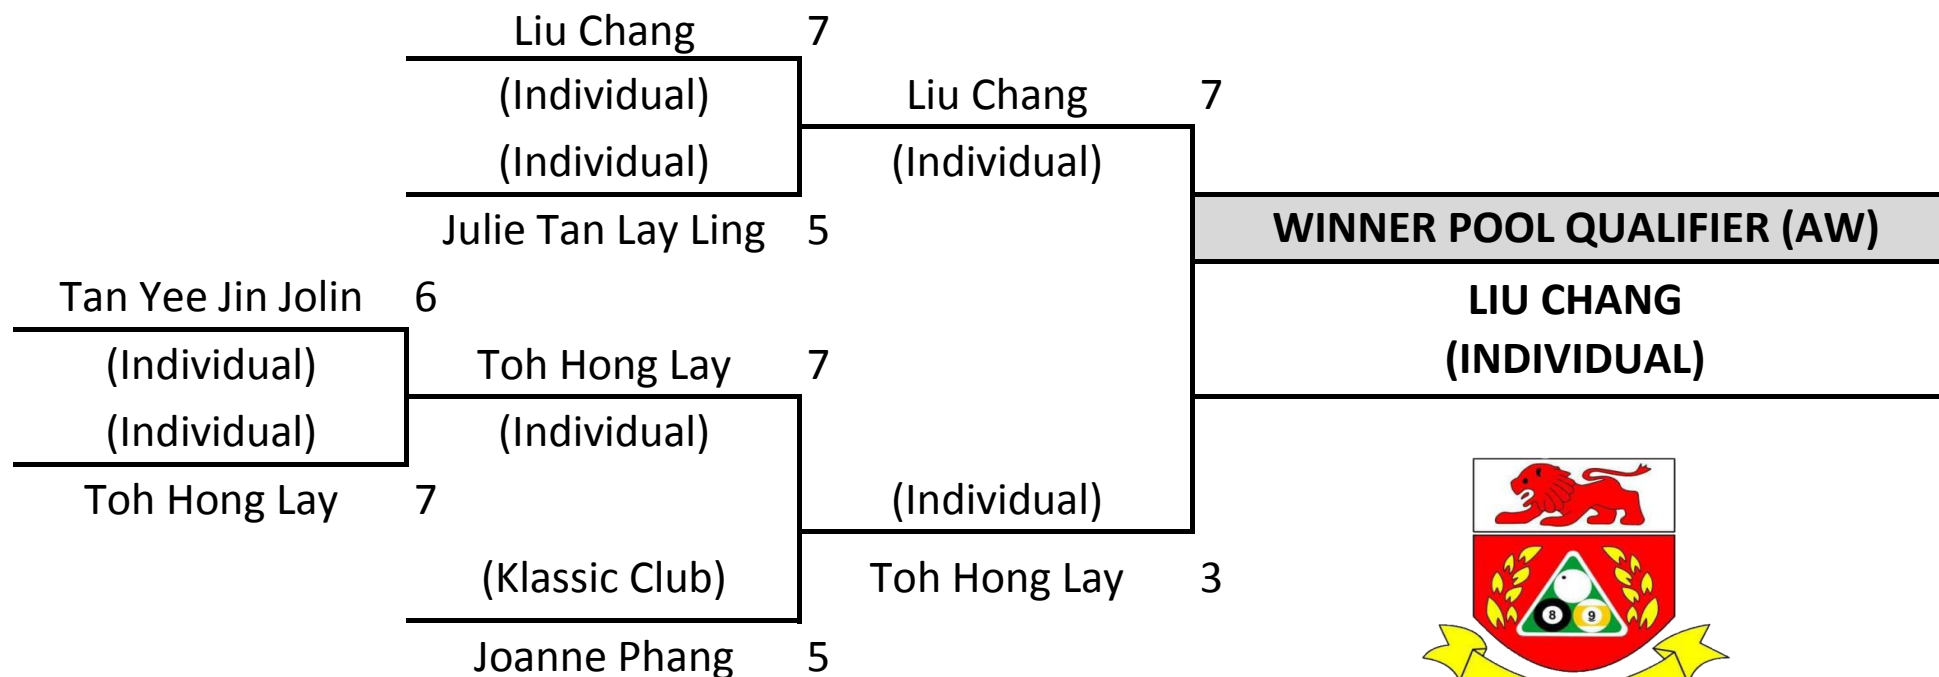 Liu Chang 7
(Individual) Liu Chang 7
(Individual) (Individual)
Julie Tan Lay Ling 5 WINNER POOL QUALIFIER (AW)
Tan Yee Jin Jolin 6 LIU CHANG
(Individual) Toh Hong Lay 7 (INDIVIDUAL)
(Individual) (Individual)
Toh Hong Lay 7 (Individual)
(Klassic Club) Toh Hong Lay 3
8 9
Joanne Phang 5